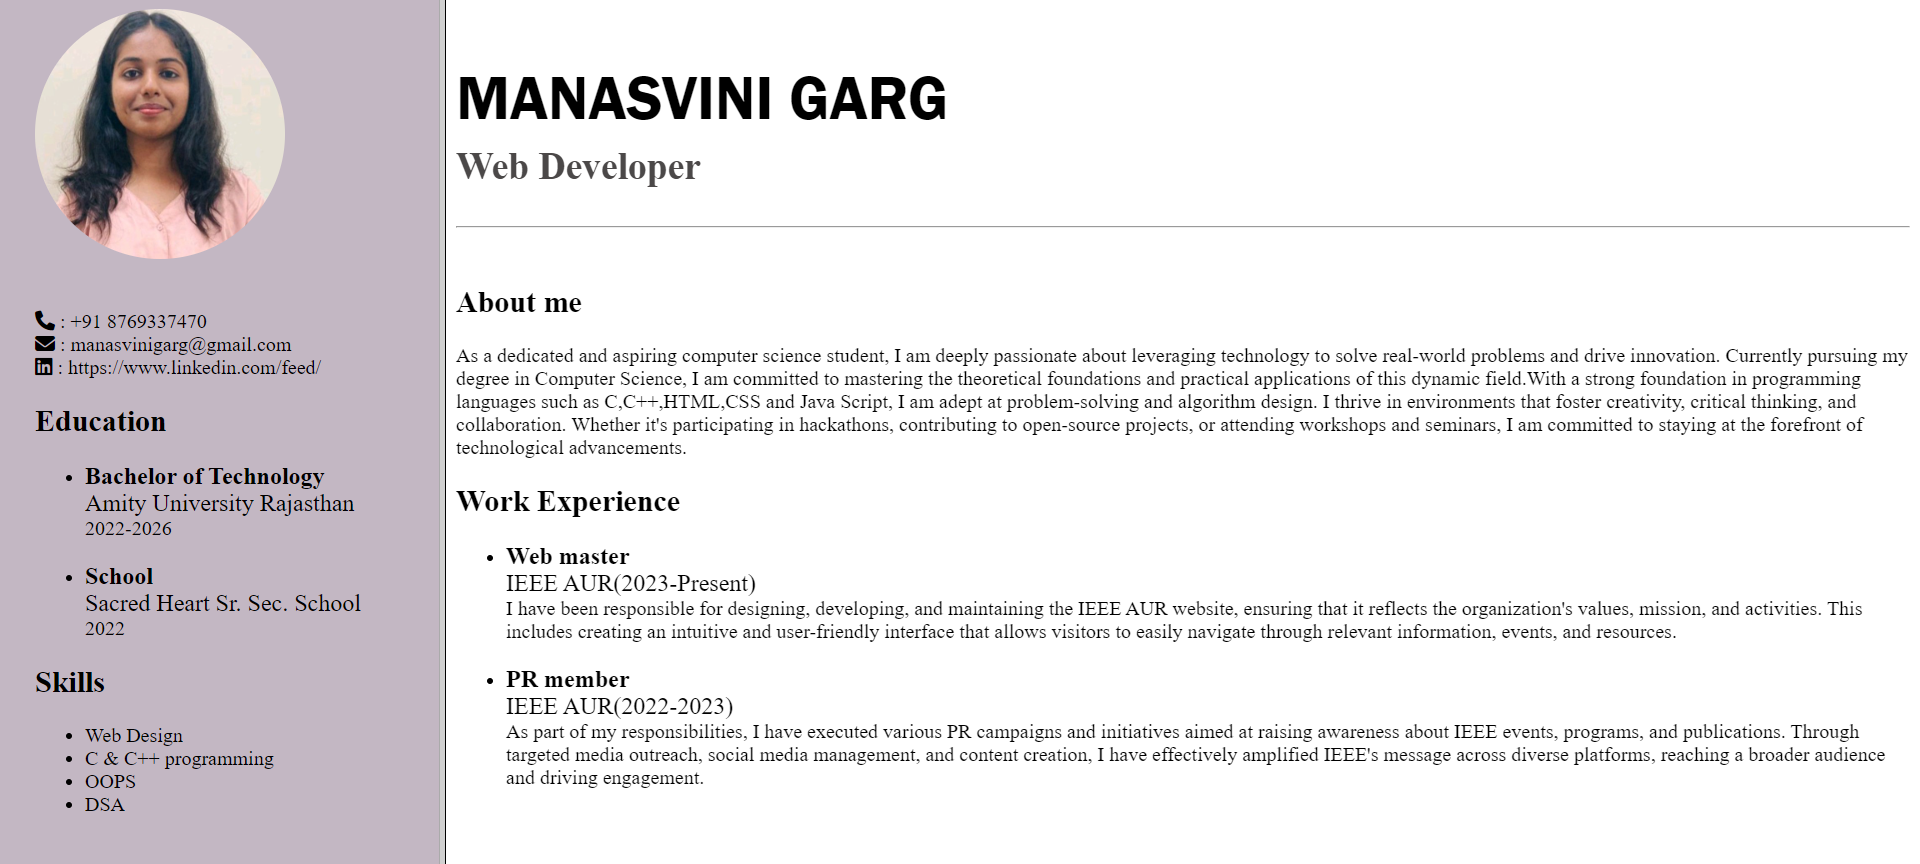 +91 8769337470
: manasvinigarg@gmail.com
: https://www.linkedin.com/feed/
Education
Bachelor of Technology
Amity University Rajasthan
2022-2026
School
Sacred Heart Sr. Sec. School
2022
Skills
Web Design
C & C++ programming
OOPS
DSA
MANASVINI GARG
Web Developer
About me
As a dedicated and aspiring computer science student, I am deeply passionate about leveraging technology to solve real-world problems and drive innovation. Currently pursuing my
degree in Computer Science, I am committed to mastering the theoretical foundations and practical applications of this dynamic field.With a strong foundation in programming
languages such as C,C++,HTML,CSS and Java Script, I am adept at problem-solving and algorithm design. I thrive in environments that foster creativity, critical thinking, and
collaboration. Whether it's participating in hackathons, contributing to open-source projects, or attending workshops and seminars, I am committed to staying at the forefront of
technological advancements.
Work Experience
Web master
IEEE AUR(2023-Present)
I have been responsible for designing, developing, and maintaining the IEEE AUR website, ensuring that it reflects the organization's values, mission, and activities. This
includes creating an intuitive and user-friendly interface that allows visitors to easily navigate through relevant information, events, and resources.
PR member
IEEE AUR(2022-2023)
As part of my responsibilities, I have executed various PR campaigns and initiatives aimed at raising awareness about IEEE events, programs, and publications. Through
targeted media outreach, social media management, and content creation, I have effectively amplified IEEE's message across diverse platforms, reaching a broader audience
and driving engagement.